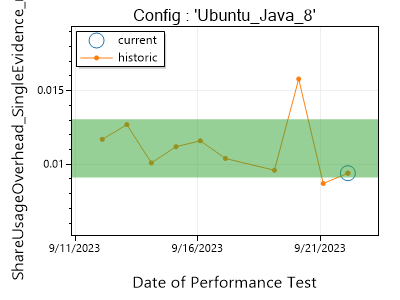 Config : 'Ubuntu_Java_8'
current
historic
ShareUsageOverhead_SingleEvidence_
0.015
0.01
9/11/2023
9/16/2023
9/21/2023
Date of Performance Test